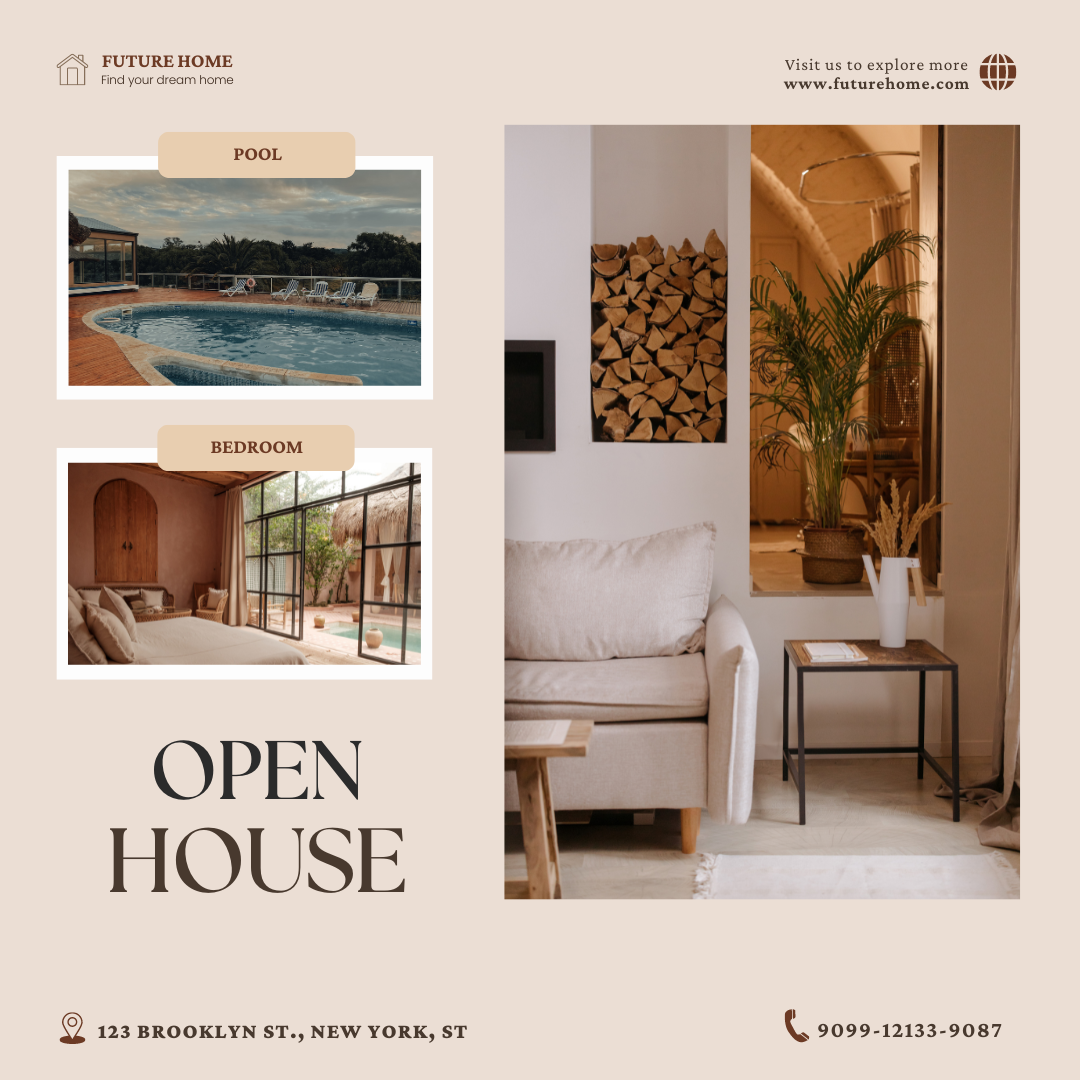 FUTURE HOME
Find your dream home
Visit us to explore more
www.futurehome.com
POOL
BEDROOM
OPEN
HOUSE
123 BROOKLYN ST., NEW YORK, ST
9099-12133-9087